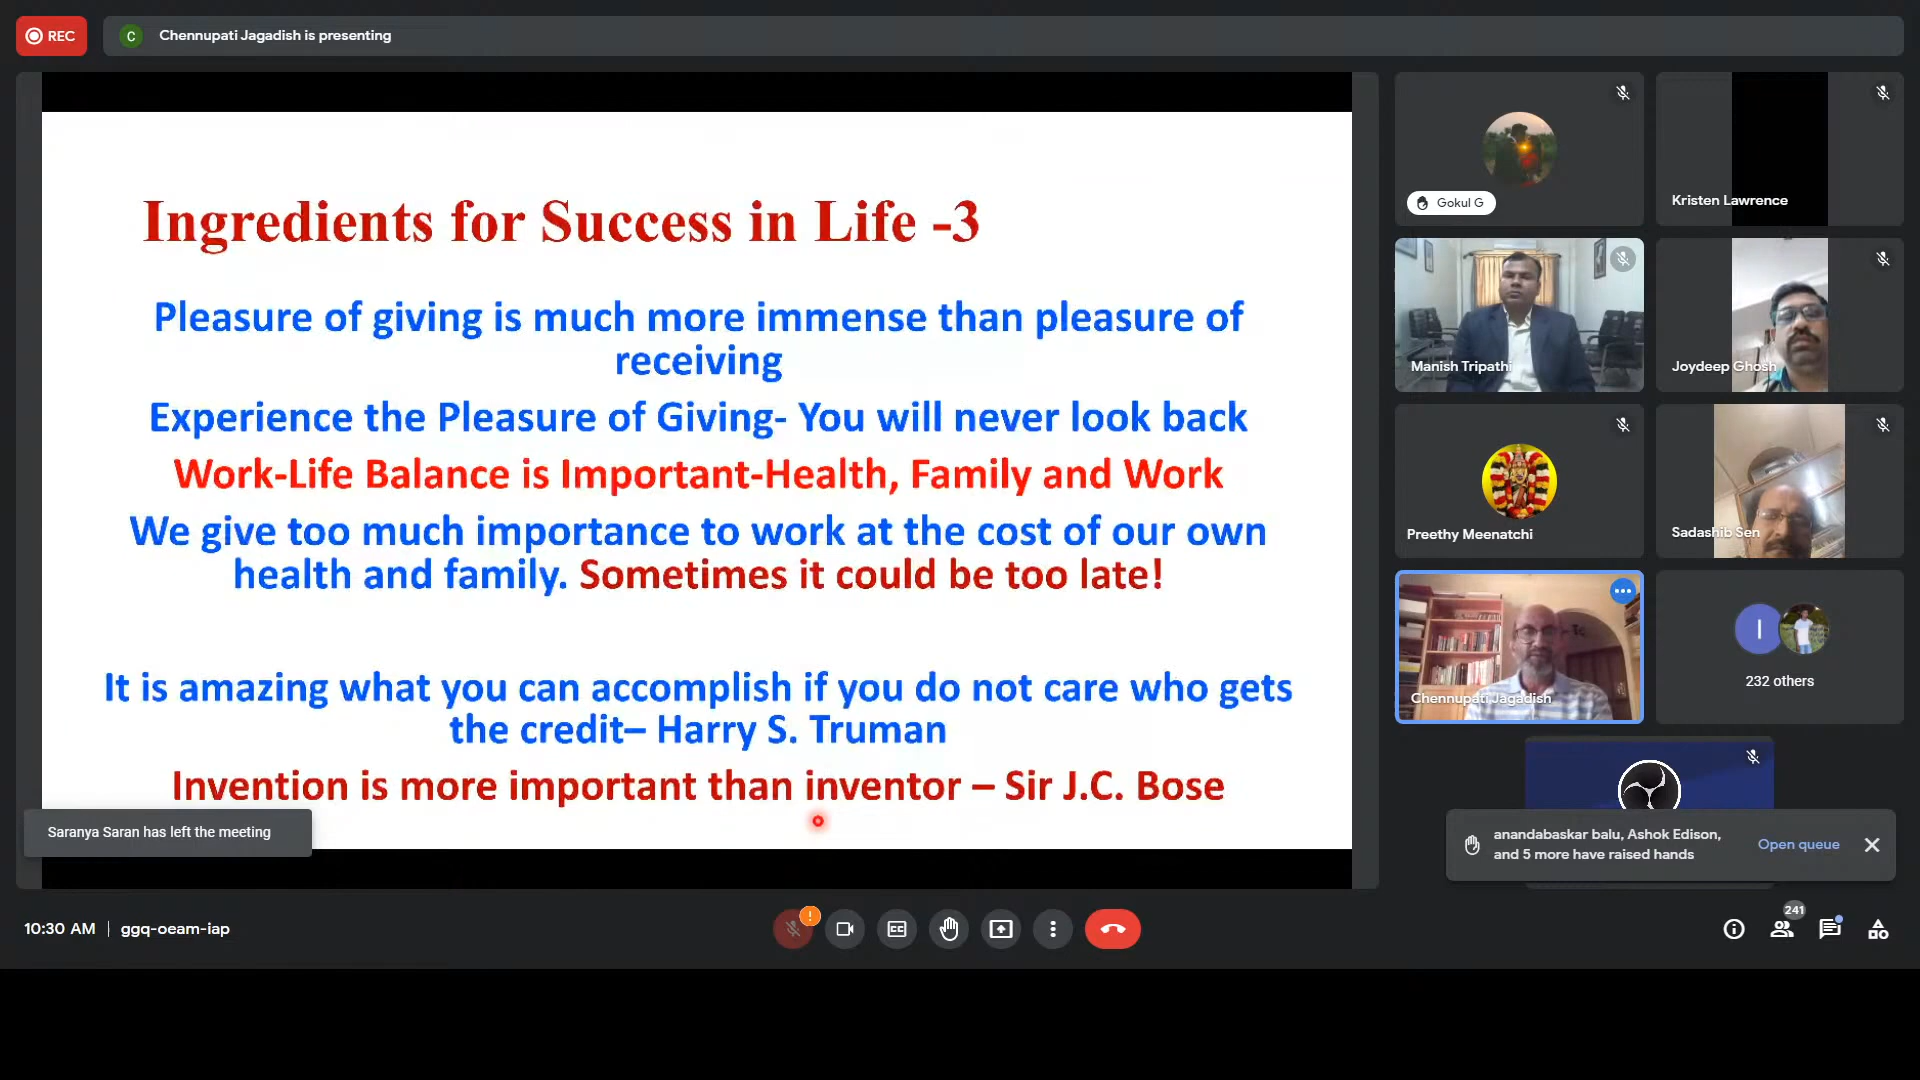 REC
C
Chennupati Jagadish is presenting
Ingredients for Success in Life -3
Pleasure of giving is much more immense than pleasure of
receiving
Experience the Pleasure of Giving- You will never look back
Work-Life Balance is Important-Health, Family and Work
We give too much importance to work at the cost of our own
health and family. Sometimes it could be too late!
It is amazing what you can accomplish if you do not care who gets
the credit– Harry S. Truman
Invention is more important than inventor – Sir J.C. Bose
Saranya Saran has left the meeting
Gokul G
Kristen Lawrence
Manish Tripathi
Joydeep Ghosh
Preethy Meenatchi
Sadashib Sen
Chennupati Jagadish
I
232 others
anandabaskar balu, Ashok Edison,
and 5 more have raised hands
Open queue
10:30 AM | ggq-oeam-iap
!
CC
241